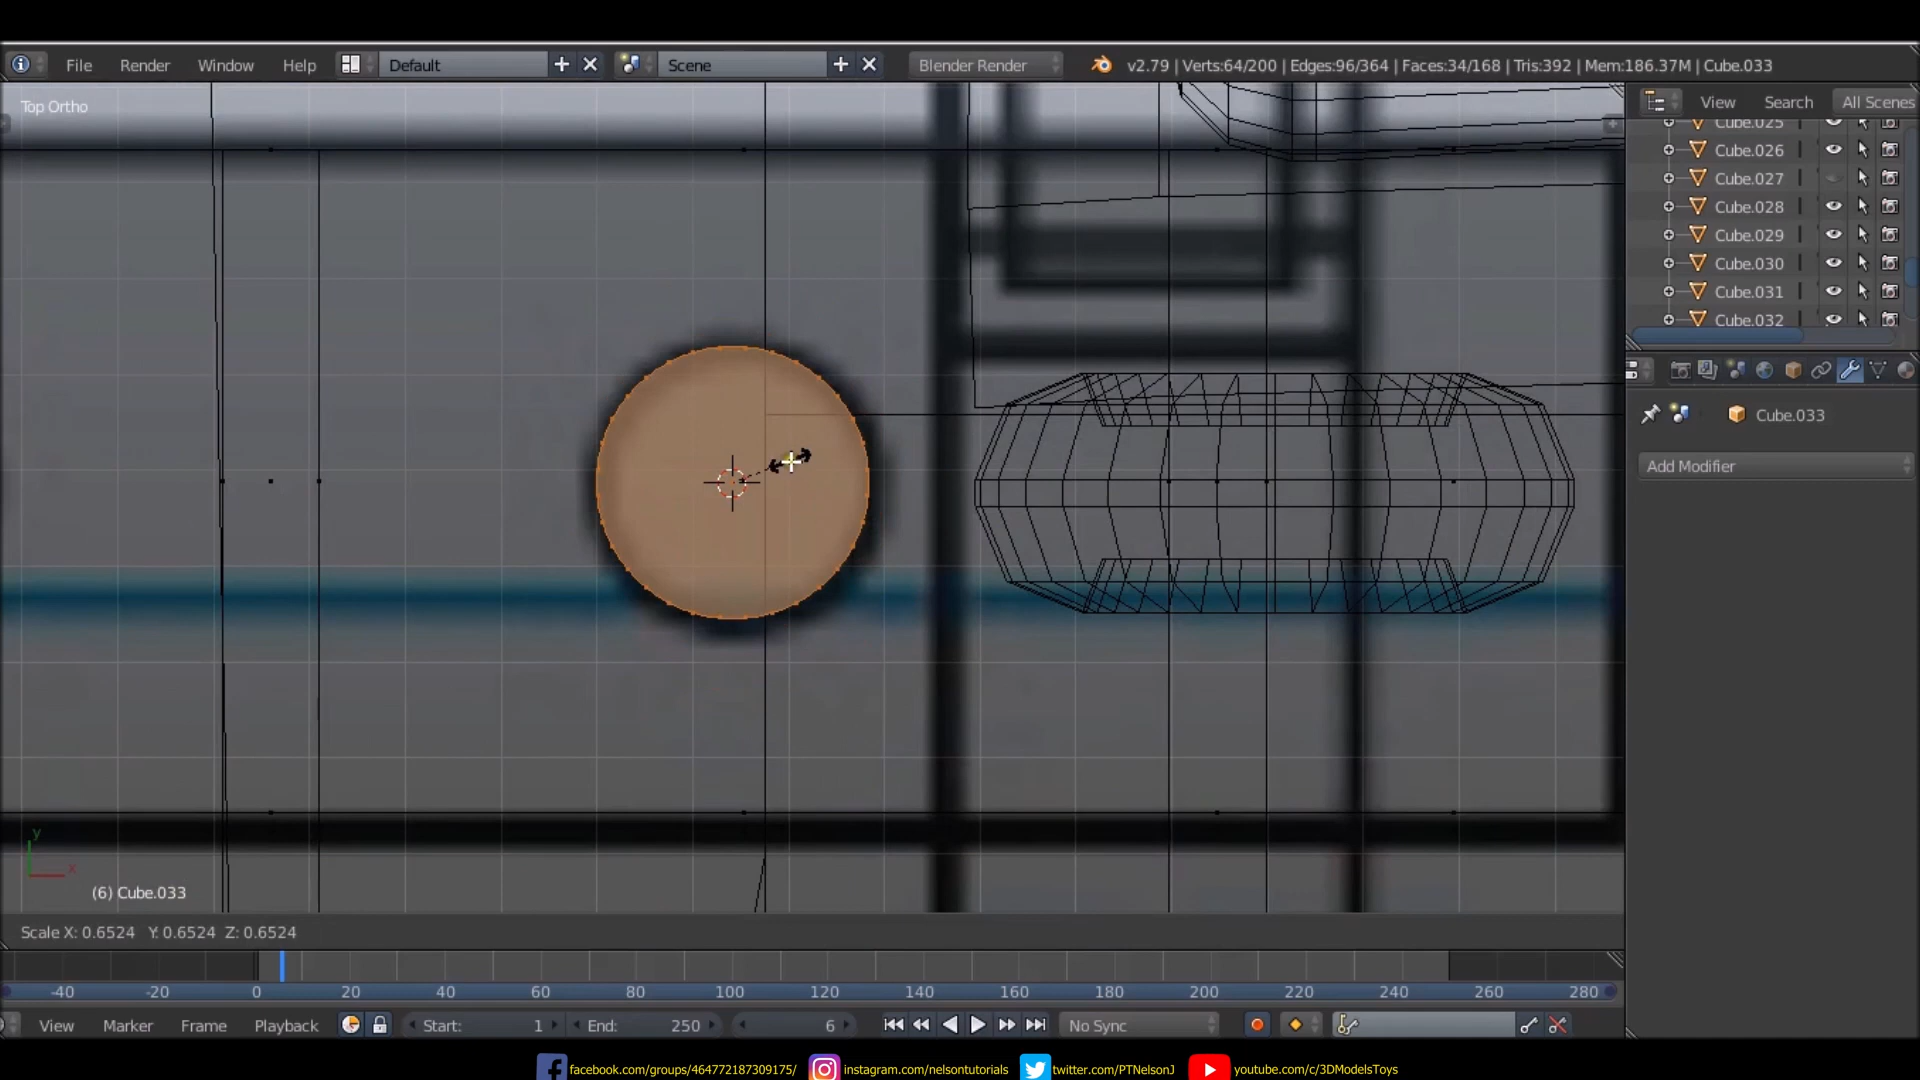 File Render Window Help Default Scene Blender Render v2.79 | Verts:64/200 | Edges:96/364 | Faces:34/168 | Tris:392 | Mem:186.37M | Cube.033
Top Ortho
View Search All Scenes
Cube.025
Cube.026
Cube.027
Cube.028
Cube.029
Cube.030
Cube.031
Cube.032
Cube.033
Add Modifier
y
x
(6) Cube.033
Scale X: 0.6524 Y: 0.6524 Z: 0.6524
-40 -20 0 20 40 60 80 100 120 140 160 180 200 220 240 260 280
View Marker Frame Playback Start: 1 End: 250 6 No Sync
facebook.com/groups/464772187309175/ instagram.com/nelsontutorials twitter.com/PTNelsonJ youtube.com/c/3DModelsToys